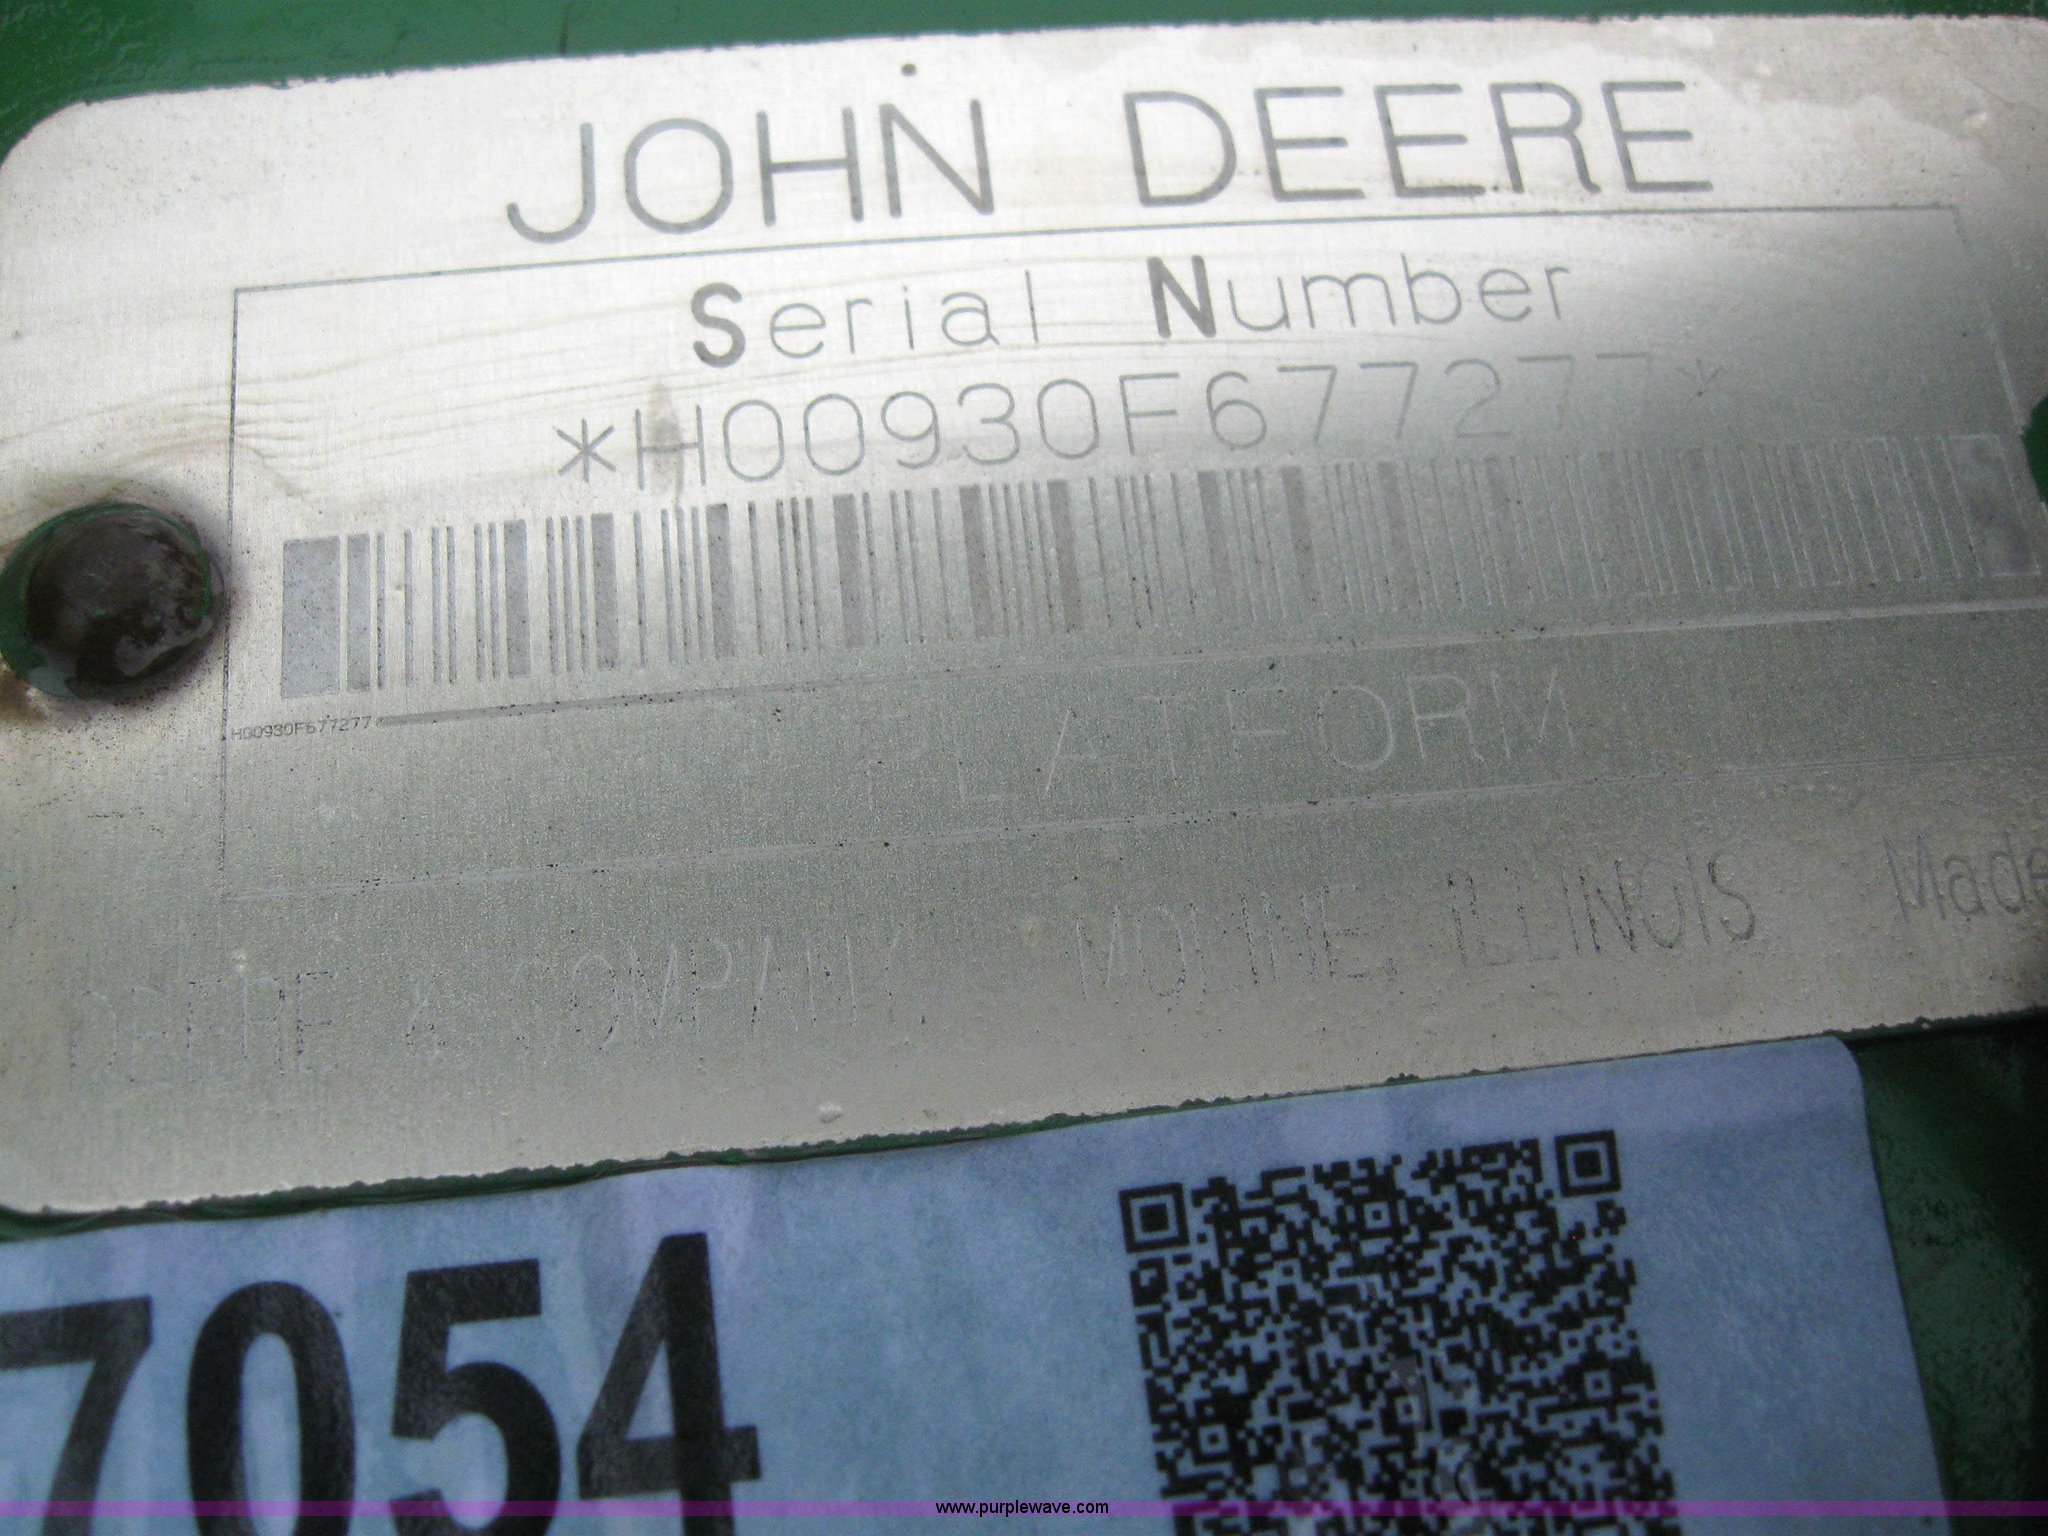 JOHN DEERE
Serial Number
*H00930F677277*
H00930F677277
PLATFORM
DEERE & COMPANY MOLINE, ILLINOIS Made
7054
www.purplewave.com